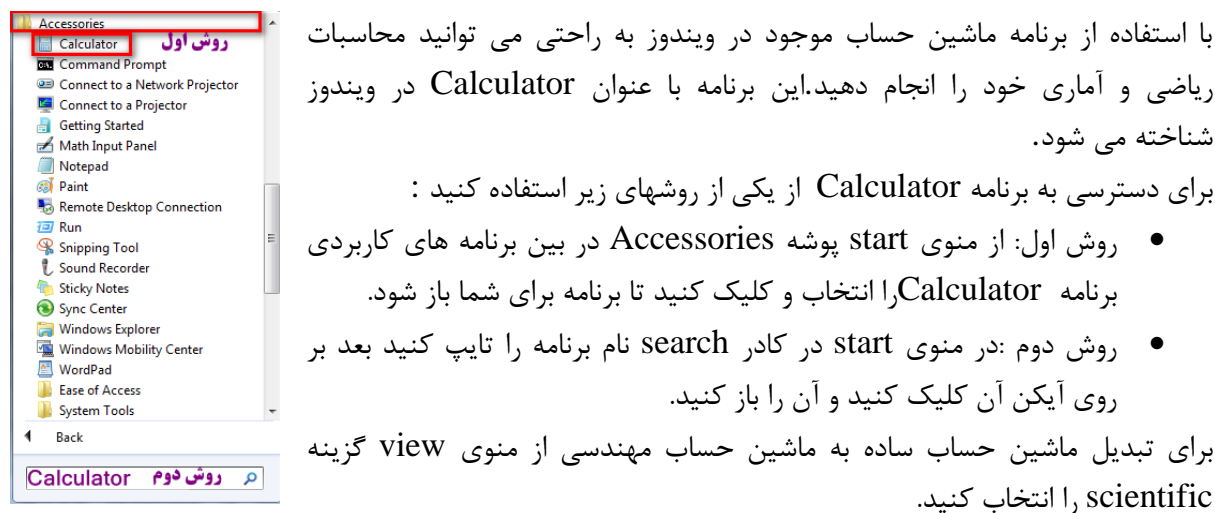 با استفاده از برنامه ماشین حساب موجود در ویندوز به راحتی می توانید محاسبات
ریاضی و آماری خود را انجام دهید.این برنامه با عنوان Calculator در ویندوز
شناخته می شود.
برای دسترسی به برنامه Calculator از یکی از روشهای زیر استفاده کنید :
• روش اول: از منوی start پوشه Accessories در بین برنامه های کاربردی
برنامه Calculatorرا انتخاب و کلیک کنید تا برنامه برای شما باز شود.
• روش دوم :در منوی start در کادر search نام برنامه را تایپ کنید بعد بر
روی آیکن آن کلیک کنید و آن را باز کنید.
برای تبدیل ماشین حساب ساده به ماشین حساب مهندسی از منوی view گزینه
scientific را انتخاب کنید.
Accessories
Calculator روش اول
Command Prompt
Connect to a Network Projector
Connect to a Projector
Getting Started
Math Input Panel
Notepad
Paint
Remote Desktop Connection
Run
Snipping Tool
Sound Recorder
Sticky Notes
Sync Center
Windows Explorer
Windows Mobility Center
WordPad
Ease of Access
System Tools
Back
Calculator روش دوم